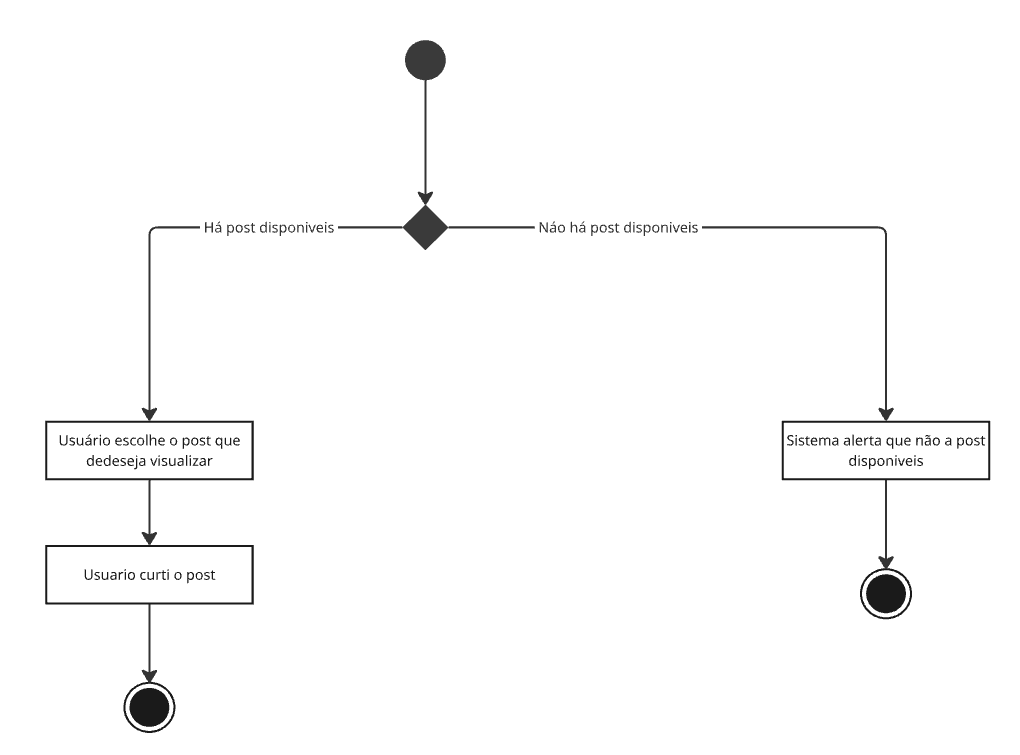 Há post disponiveis
Náo há post disponiveis
Usuário escolhe o post que
dedeseja visualizar
Sistema alerta que não a post
disponiveis
Usuario curti o post